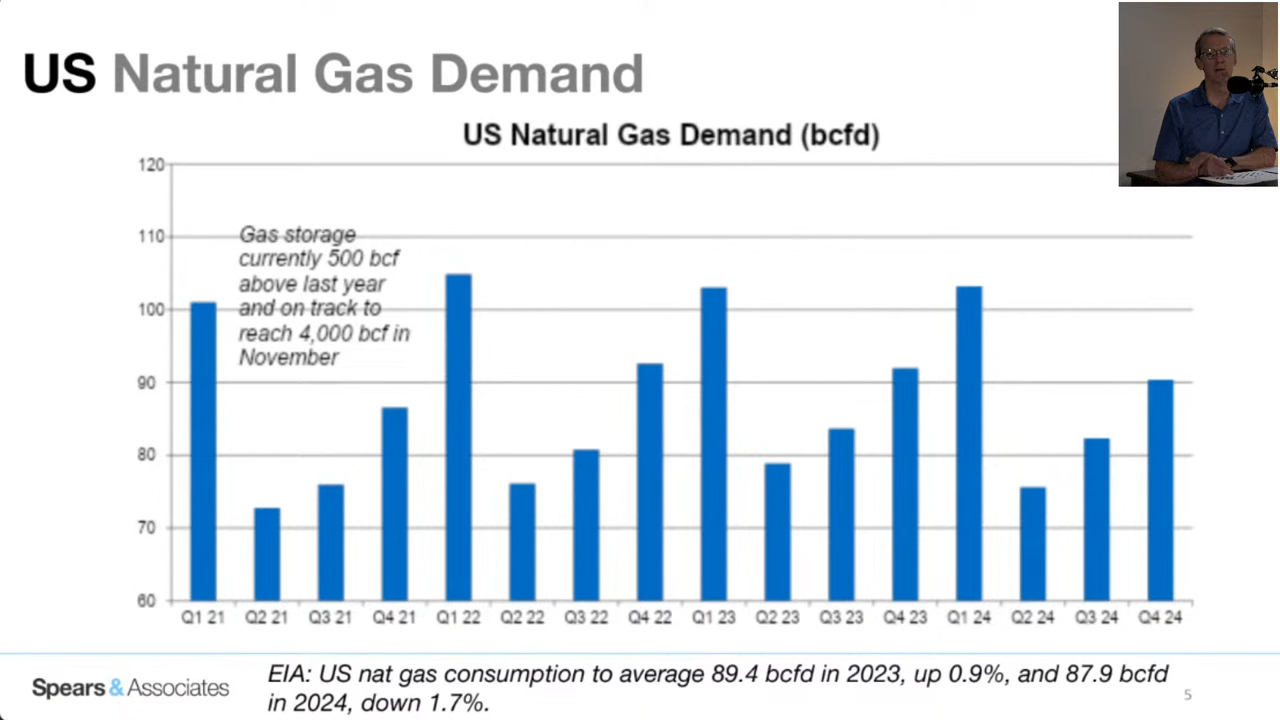 US Natural Gas Demand
US Natural Gas Demand (bcfd)
120
110
100
90
80
70
60
Gas storage
currently 500 bcf
above last year
and on track to
reach 4,000 bcf in
November
Q1 21 Q2 21 Q3 21 Q4 21 Q1 22 Q2 22 Q3 22 Q4 22 Q1 23 Q2 23 Q3 23 Q4 23 Q1 24 Q2 24 Q3 24 Q4 24
Spears & Associates
EIA: US nat gas consumption to average 89.4 bcfd in 2023, up 0.9%, and 87.9 bcfd
in 2024, down 1.7%.
5